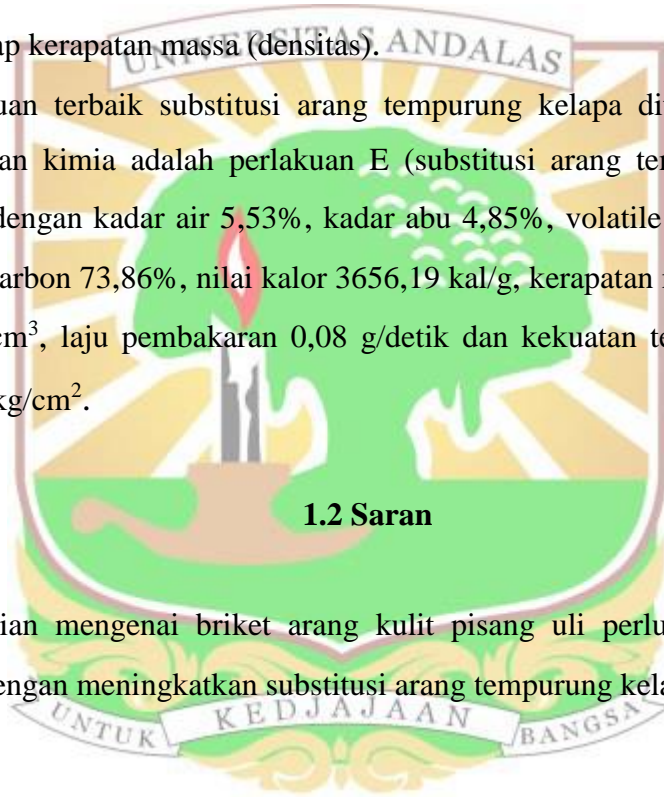 UNIVERSITAS ANDALAS
ap kerapatan massa (densitas).
uan terbaik substitusi arang tempurung kelapa di
an kimia adalah perlakuan E (substitusi arang ter
dengan kadar air 5,53%, kadar abu 4,85%, volatile
arbon 73,86%, nilai kalor 3656,19 kal/g, kerapatan
cm³, laju pembakaran 0,08 g/detik dan kekuatan te
kg/cm².
1.2 Saran
ian mengenai briket arang kulit pisang uli perlu
engan meningkatkan substitusi arang tempurung kela
UNTUK KEDJAJAAN BANGSA